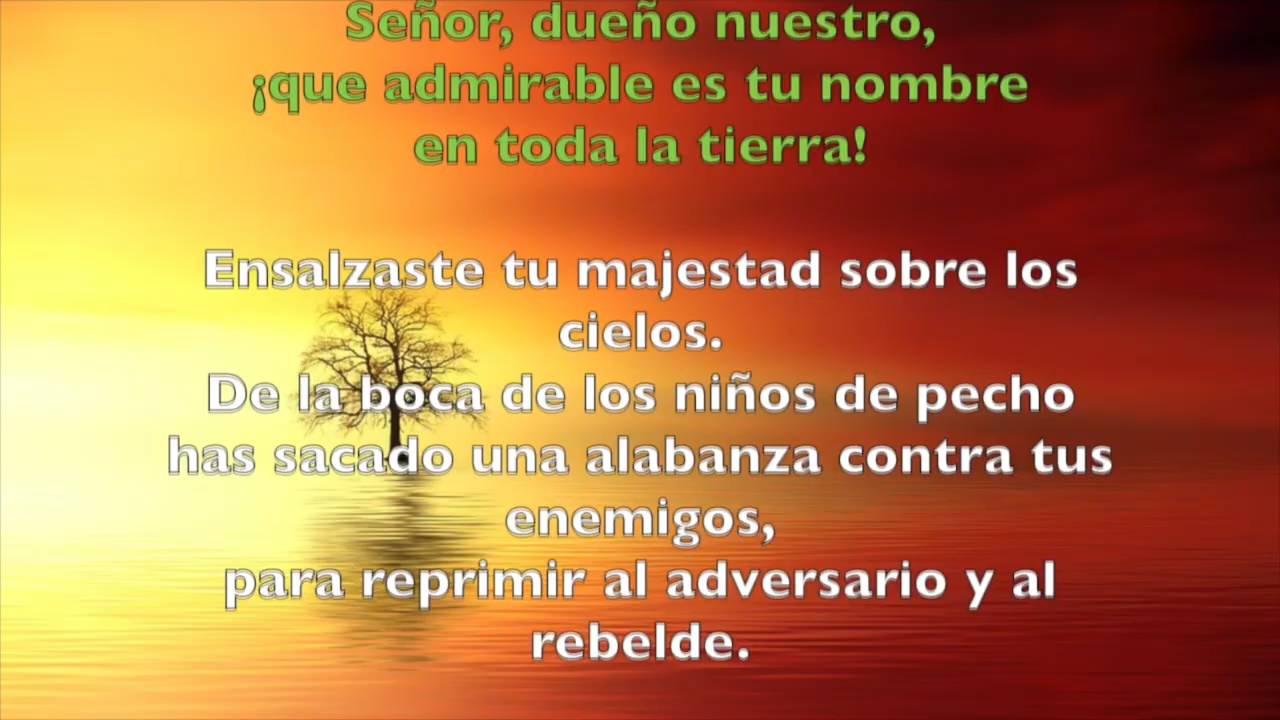 Señor, dueño nuestro,
¡que admirable es tu nombre
en toda la tierra!
Ensalzaste tu majestad sobre los
cielos.
De la boca de los niños de pecho
has sacado una alabanza contra tus
enemigos,
para reprimir al adversario y al
rebelde.